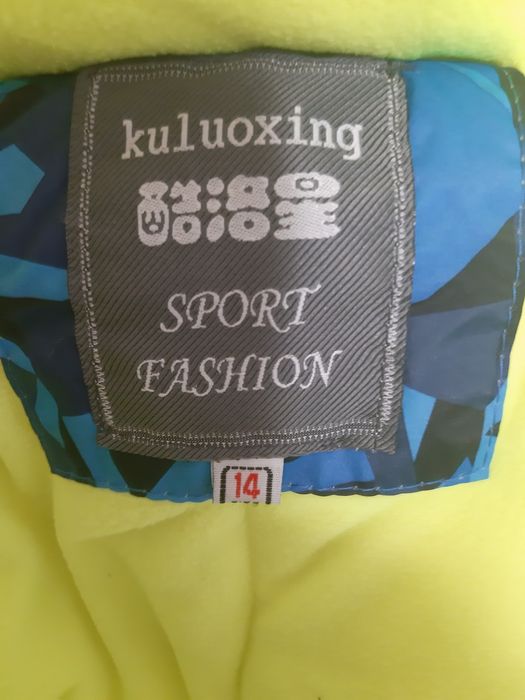 kuluoxing
酷洛星
SPORT
FASHION
14